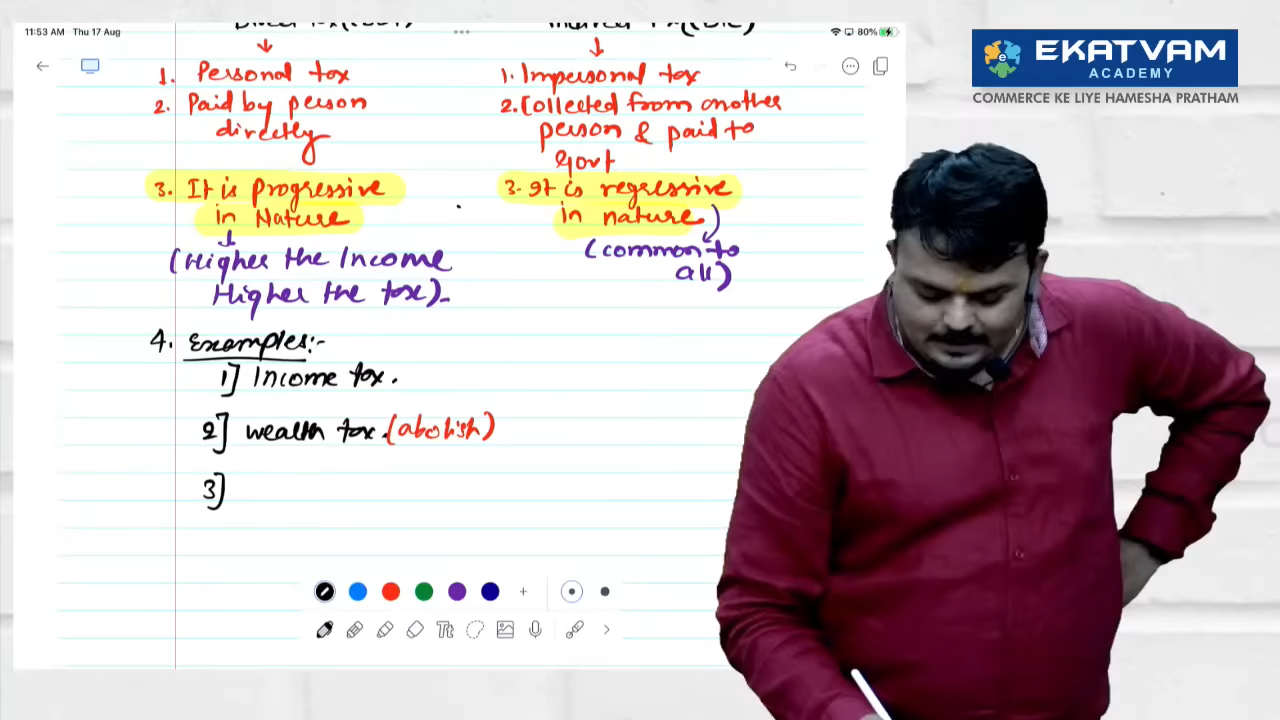 11:53 AM Thu 17 Aug
80%
EKATVAM
ACADEMY
COMMERCE KE LIYE HAMESHA PRATHAM
1. Personal tax
2. Paid by person
directly
3. It is progressive
in Nature
(Higher the Income
Higher the tax).
1. Impersonal tax
2. Collected from another
person & paid to
Govt
3. It is regressive
in nature
(common to
all)
4. Examples:-
1] Income tax.
2] wealth tax. (abolish)
3]
Tt